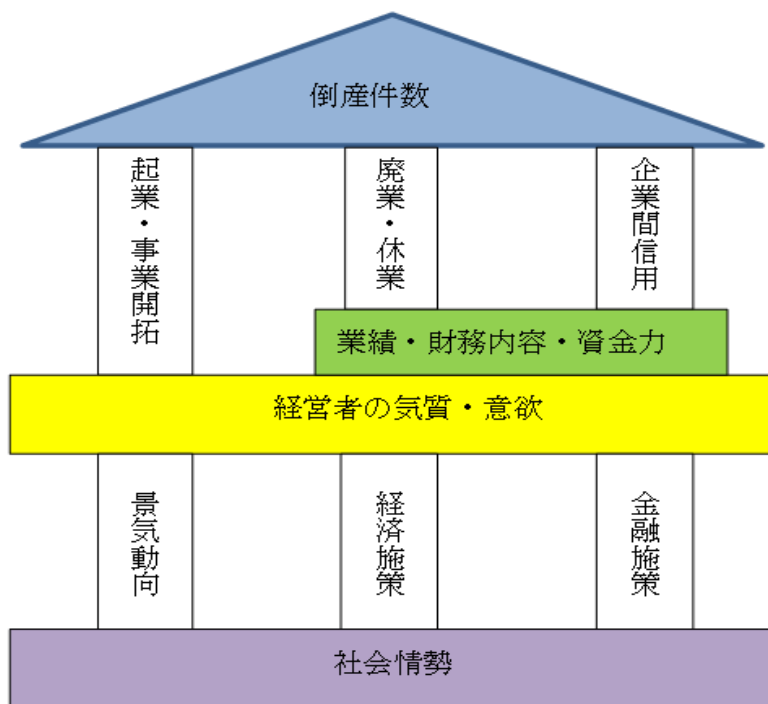 倒産件数
起業・事業開拓
廃業・休業
企業間信用
業績・財務内容・資金力
経営者の気質・意欲
景気動向
経済施策
金融施策
社会情勢